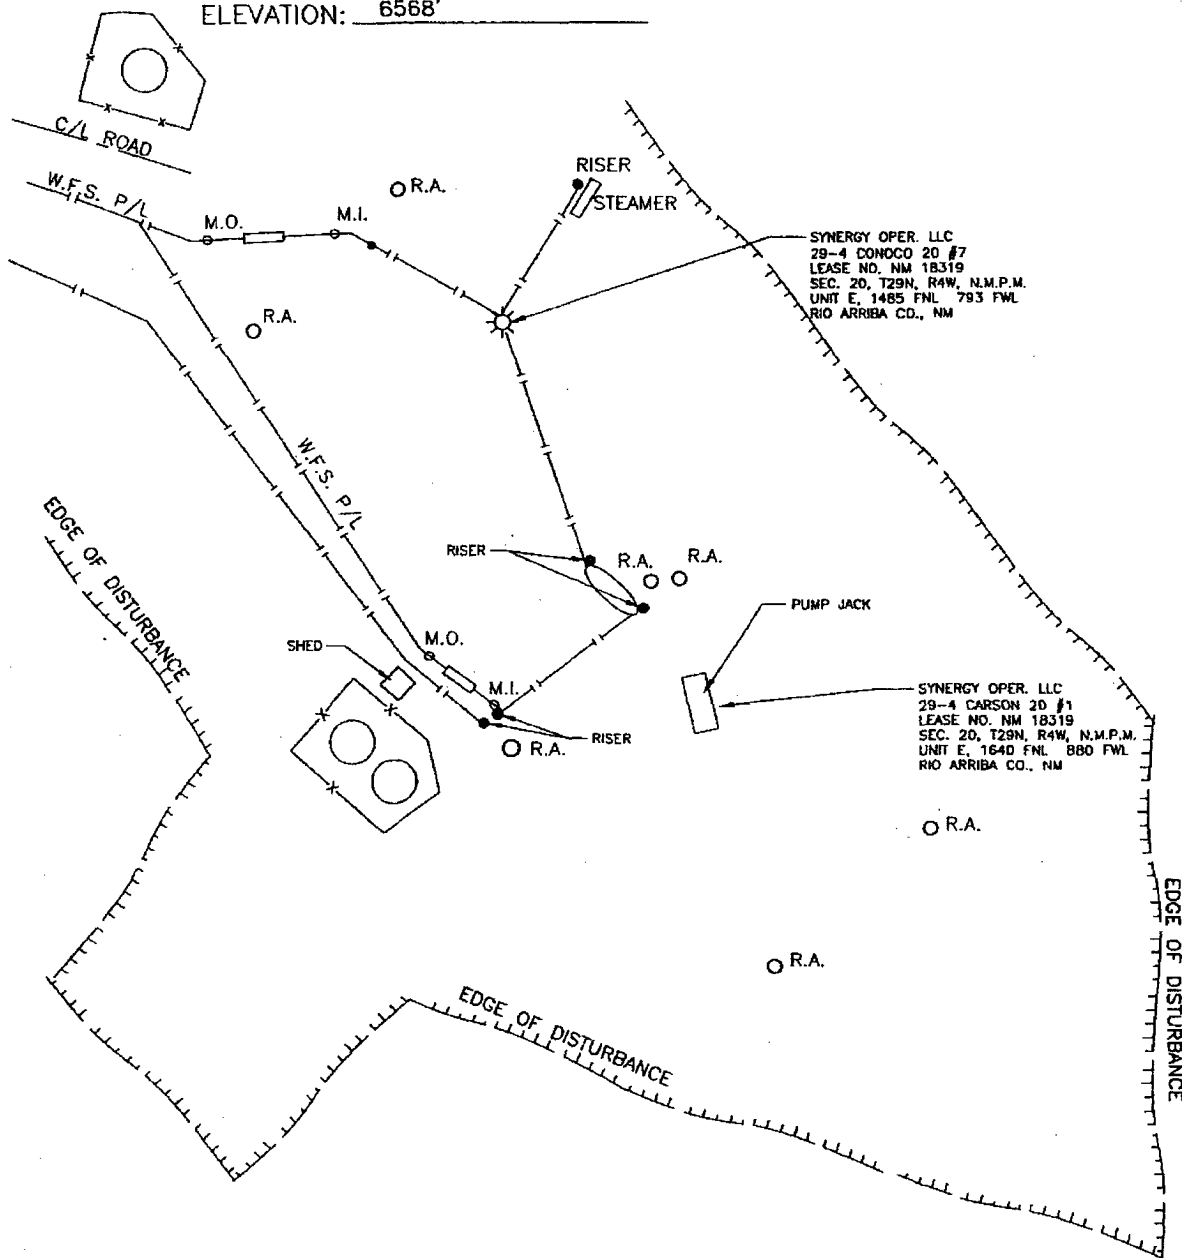 ELEVATION: 6568'
C/L ROAD
RISER
R.A.
STEAMER
W.F.S. P/L
M.O.
M.I.
SYNERGY OPER. LLC
29-4 CONOCO 20 #7
LEASE NO. NM 18319
SEC. 20, T29N, R4W, N.M.P.M.
UNIT E, 1485 FNL 793 FWL
RIO ARRIBA CO., NM
R.A.
W.F.S. P/L
EDGE OF DISTURBANCE
RISER
R.A.
R.A.
PUMP JACK
SHED
M.O.
M.I.
SYNERGY OPER. LLC
29-4 CARSON 20 #1
LEASE NO. NM 18319
SEC. 20, T29N, R4W, N.M.P.M.
UNIT E, 1640 FNL 880 FWL
RIO ARRIBA CO., NM
RISER
R.A.
R.A.
EDGE OF DISTURBANCE
R.A.
EDGE OF DISTURBANCE